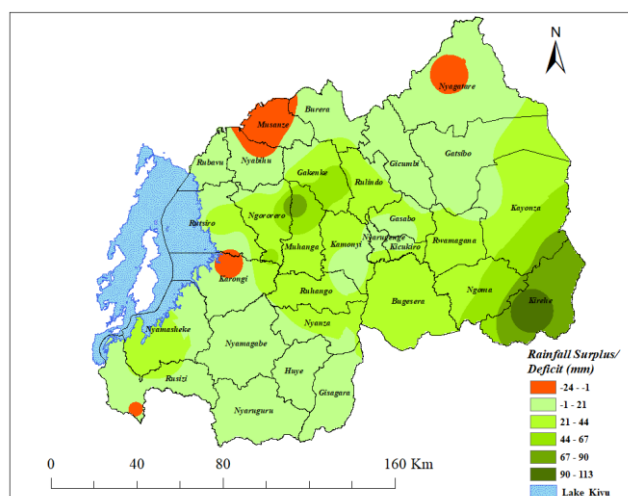 N
Nyagatare
Musanze
Burera
Rubavu
Nyabihu
Gakenke
Gicumbi
Gatsibo
Rulindo
Rutsiro
Ngororero
Gasabo
Kayonza
Muhanga
Kamonyi
Nyarugenge
Kicukiro
Rwamagana
Karongi
Ruhango
Bugesera
Ngoma
Kirehe
Nyamasheke
Nyanza
Nyamagabe
Rusizi
Huye
Gisagara
Nyaruguru
Rainfall Surplus/
Deficit (mm)
-24 - -1
-1 - 21
21 - 44
44 - 67
67 - 90
90 - 113
Lake Kivu
0 40 80 160 Km